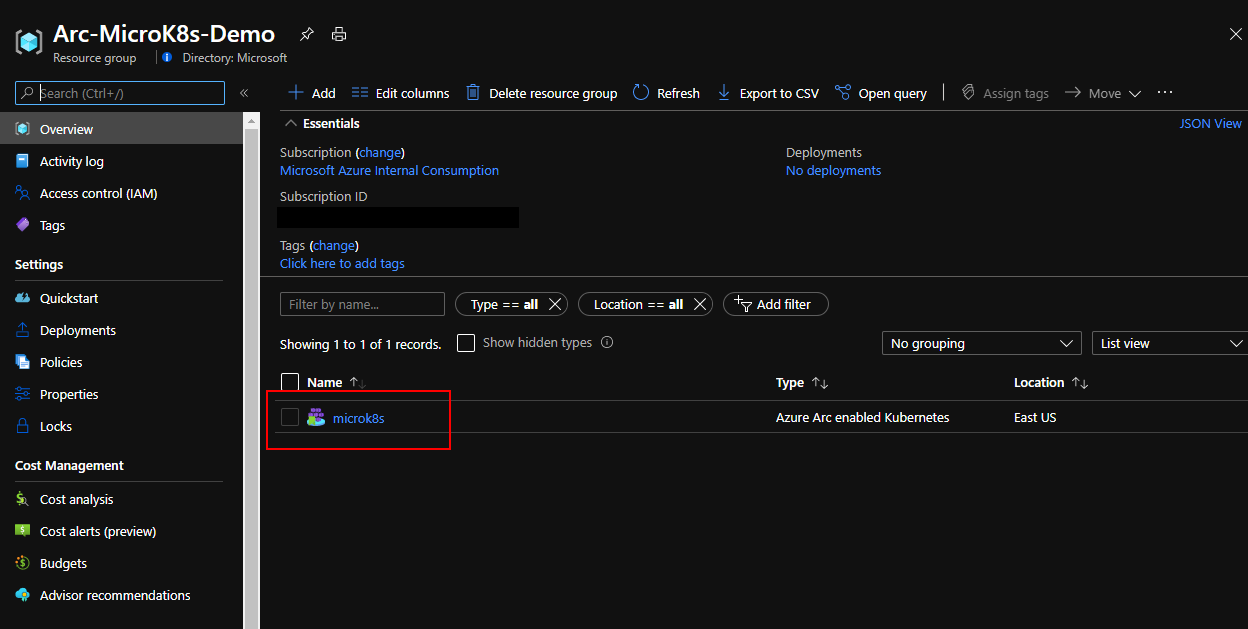 Arc-MicroK8s-Demo
Resource group
Directory: Microsoft
Search (Ctrl+/)
Overview
Activity log
Access control (IAM)
Tags
Settings
Quickstart
Deployments
Policies
Properties
Locks
Cost Management
Cost analysis
Cost alerts (preview)
Budgets
Advisor recommendations
Add
Edit columns
Delete resource group
Refresh
Export to CSV
Open query
Assign tags
Move
Essentials
JSON View
Subscription (change)
Microsoft Azure Internal Consumption
Subscription ID
Tags (change)
Click here to add tags
Deployments
No deployments
Filter by name...
Type == all
Location == all
Add filter
Showing 1 to 1 of 1 records.
Show hidden types
No grouping
List view
Name Type Location
microk8s Azure Arc enabled Kubernetes East US